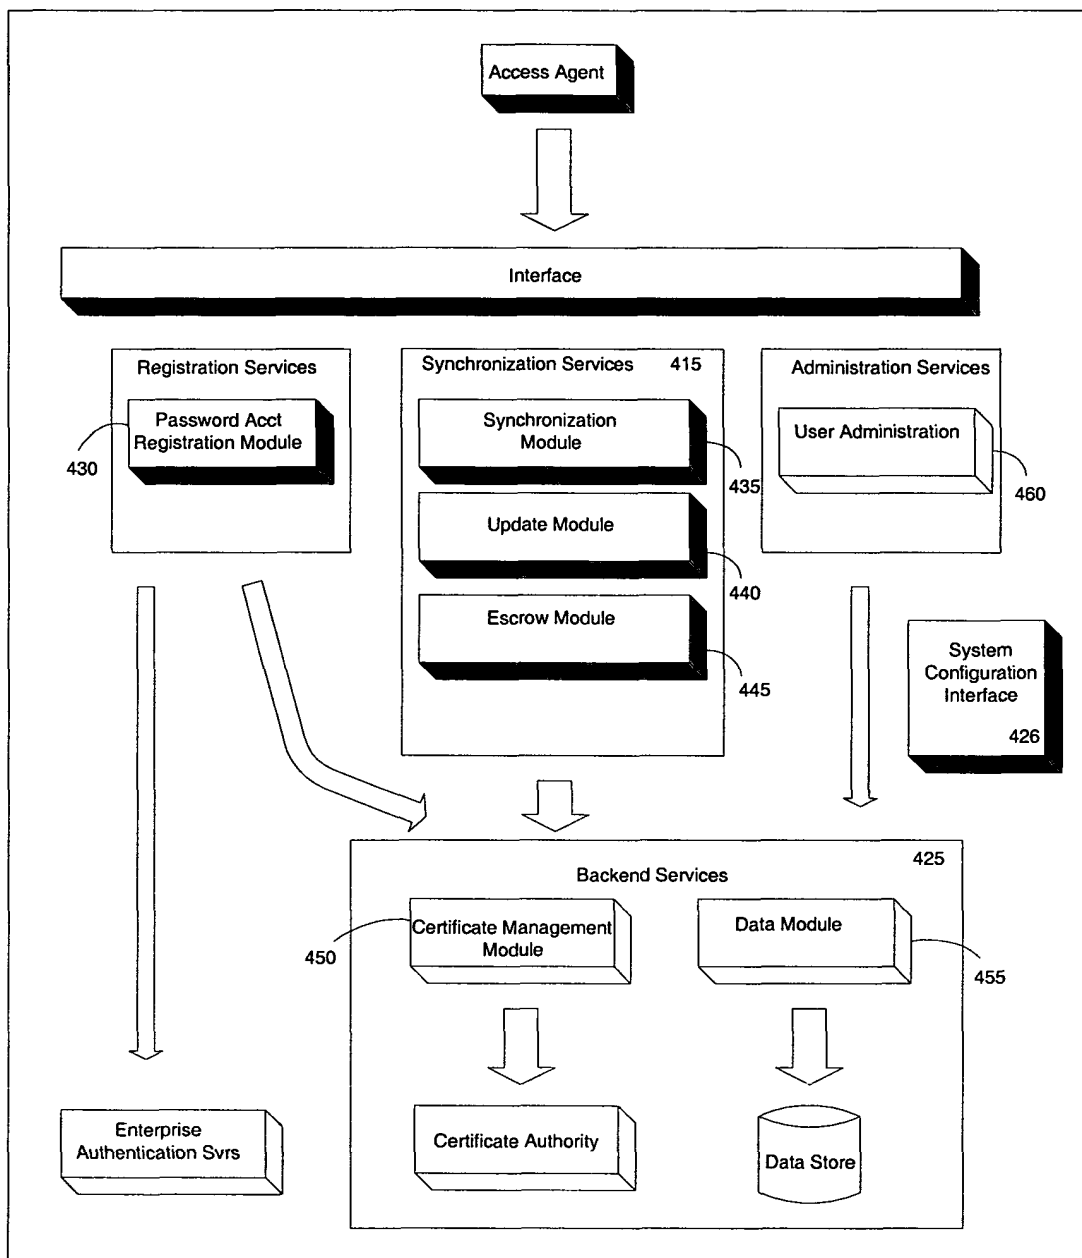 Access Agent
Interface
Registration Services
Password Acct
Registration Module
430
Synchronization Services 415
Synchronization
Module
435
Update Module
440
Escrow Module
445
Administration Services
User Administration
460
System
Configuration
Interface
426
425
Backend Services
Certificate Management
Module
450
Data Module
455
Enterprise
Authentication Svrs
Certificate Authority
Data Store